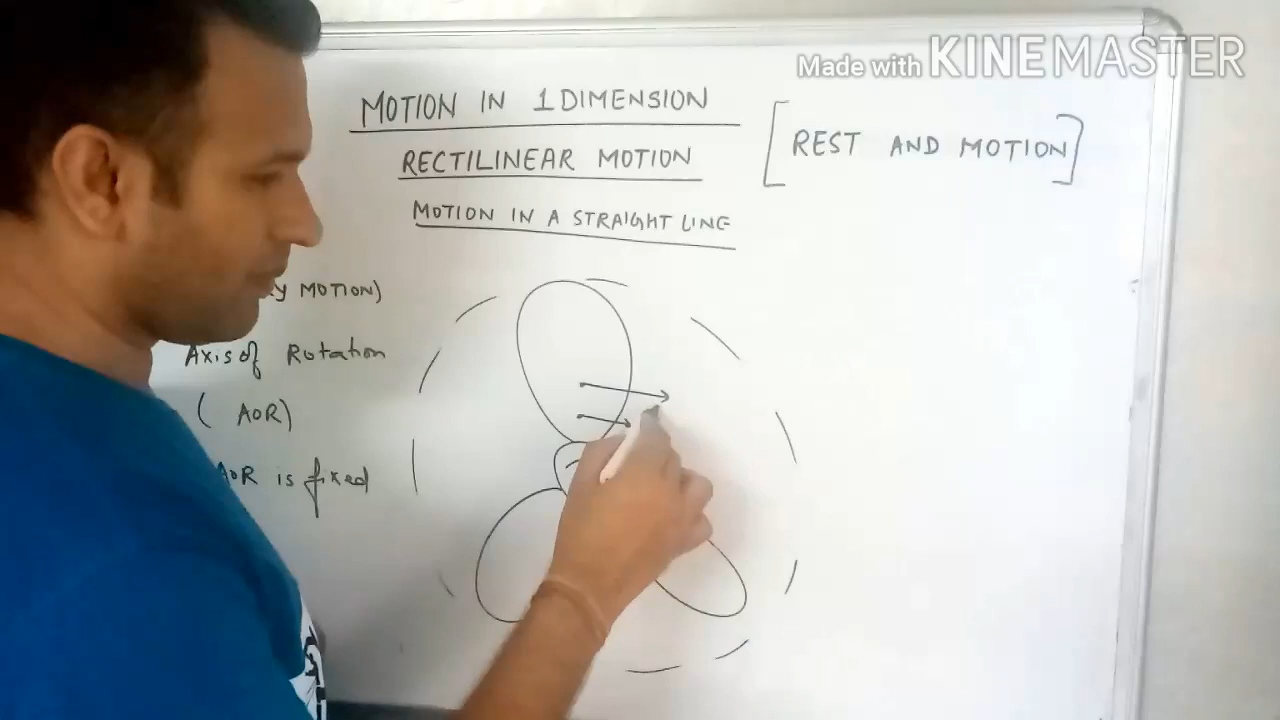 Made with KINEMASTER
MOTION IN 1 DIMENSION
[REST AND MOTION]
RECTILINEAR MOTION
MOTION IN A STRAIGHT LINE
MOTION)
Axis of Rotation
(AOR)
AOR is fixed